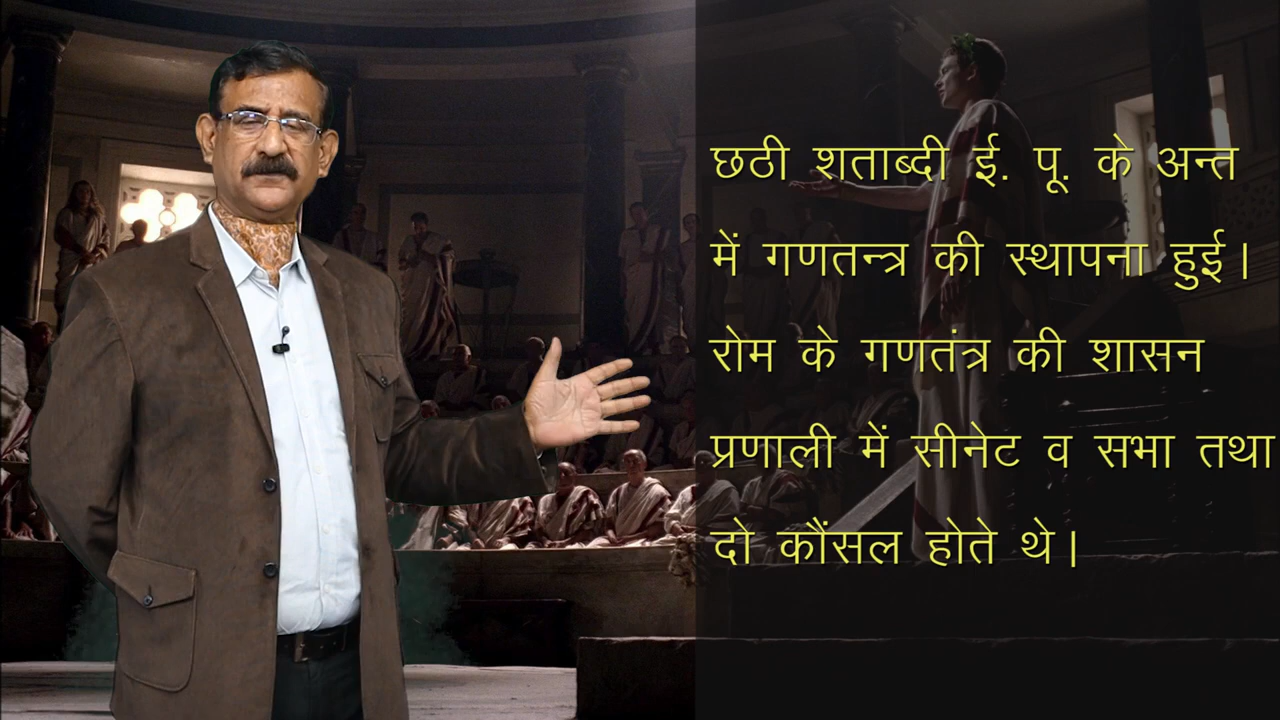 छठी शताब्दी ई. पू. के अन्त
में गणतन्त्र की स्थापना हुई।
रोम के गणतंत्र की शासन
प्रणाली में सीनेट व सभा तथा
दो कौंसल होते थे।